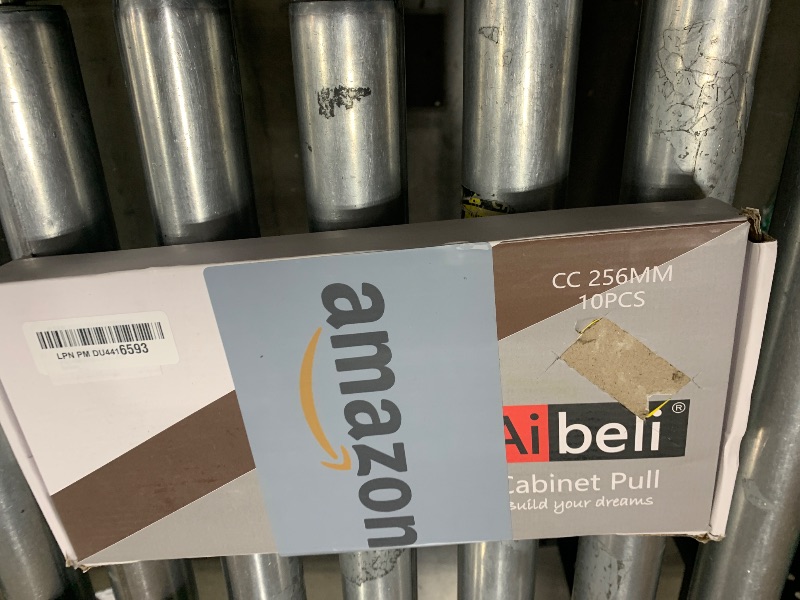 CC 256MM
10PCS
LPN PM DU4416593
amazon
Aibeli®
Cabinet Pull
Build your dreams